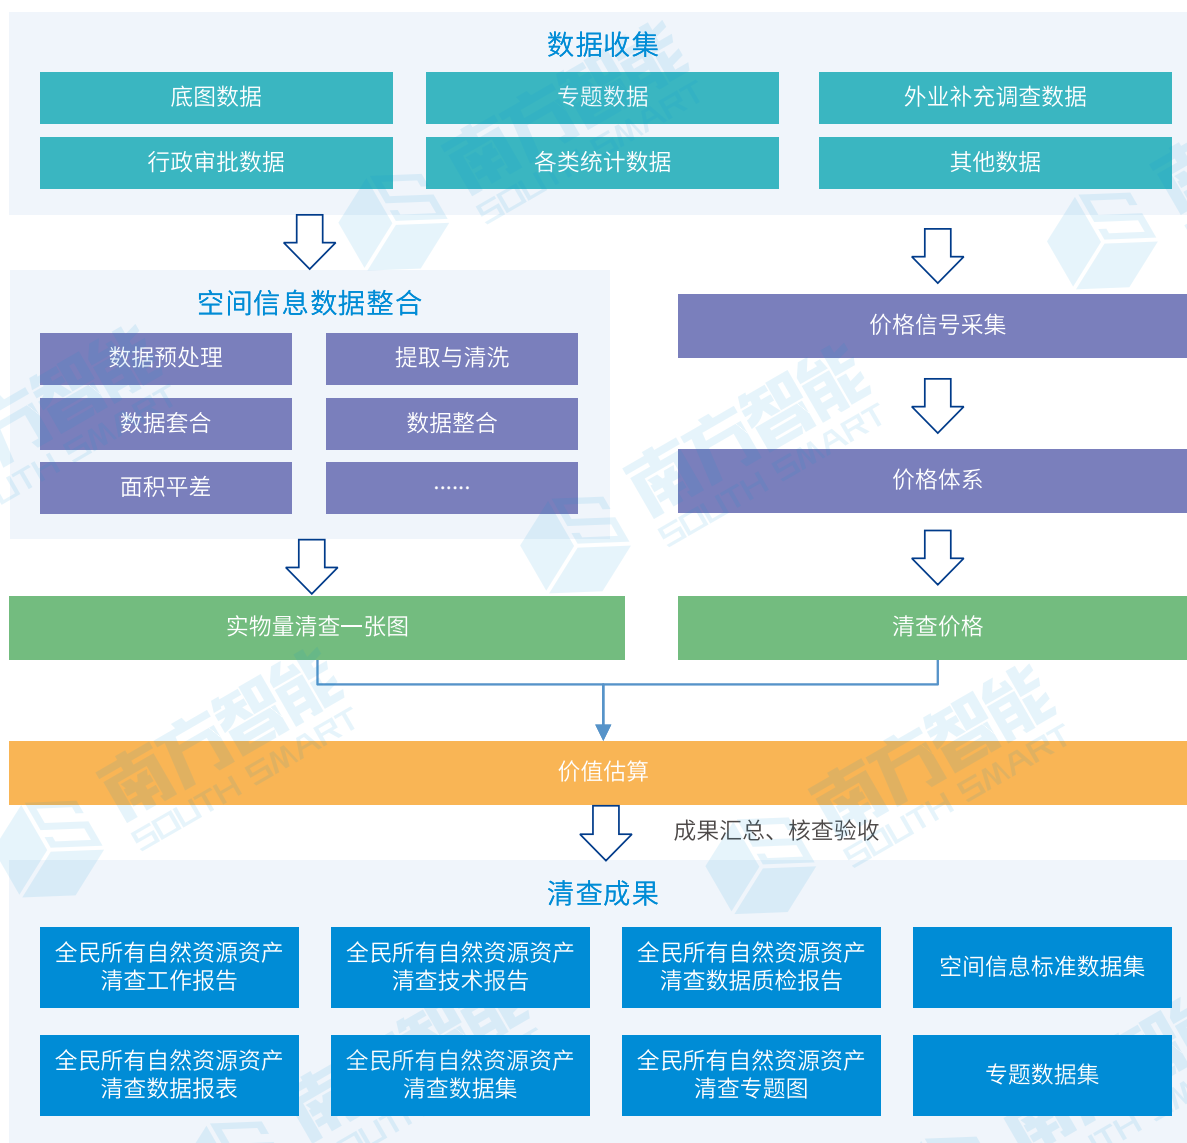 数据收集
底图数据
专题数据
外业补充调查数据
行政审批数据
各类统计数据
其他数据
空间信息数据整合
数据预处理
提取与清洗
数据套合
数据整合
面积平差
······
价格信号采集
价格体系
实物量清查一张图
清查价格
价值估算
成果汇总、核查验收
清查成果
全民所有自然资源资产
清查工作报告
全民所有自然资源资产
清查技术报告
全民所有自然资源资产
清查数据质检报告
空间信息标准数据集
全民所有自然资源资产
清查数据报表
全民所有自然资源资产
清查数据集
全民所有自然资源资产
清查专题图
专题数据集
南方智能
SOUTH SMART